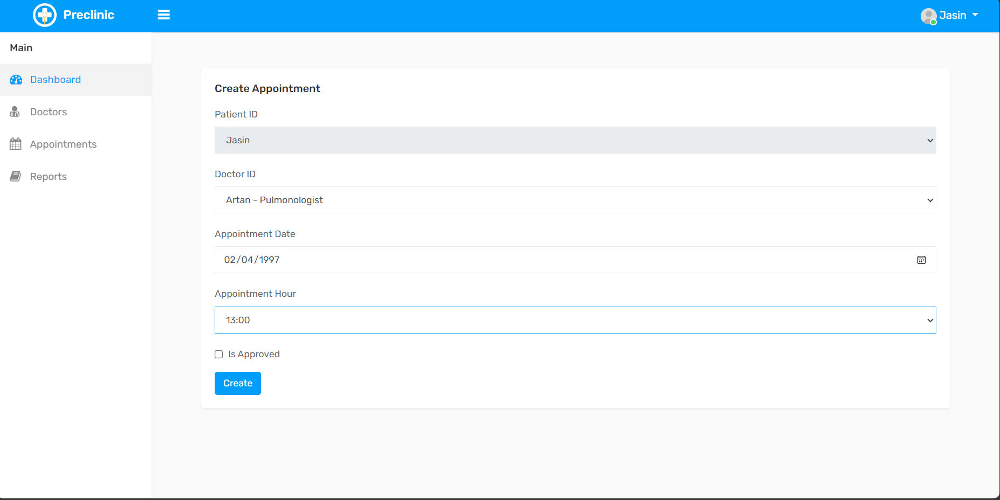 Preclinic
Jasin
Main
Dashboard
Doctors
Appointments
Reports
Create Appointment
Patient ID
Jasin
Doctor ID
Artan - Pulmonologist
Appointment Date
02/04/1997
Appointment Hour
13:00
Is Approved
Create